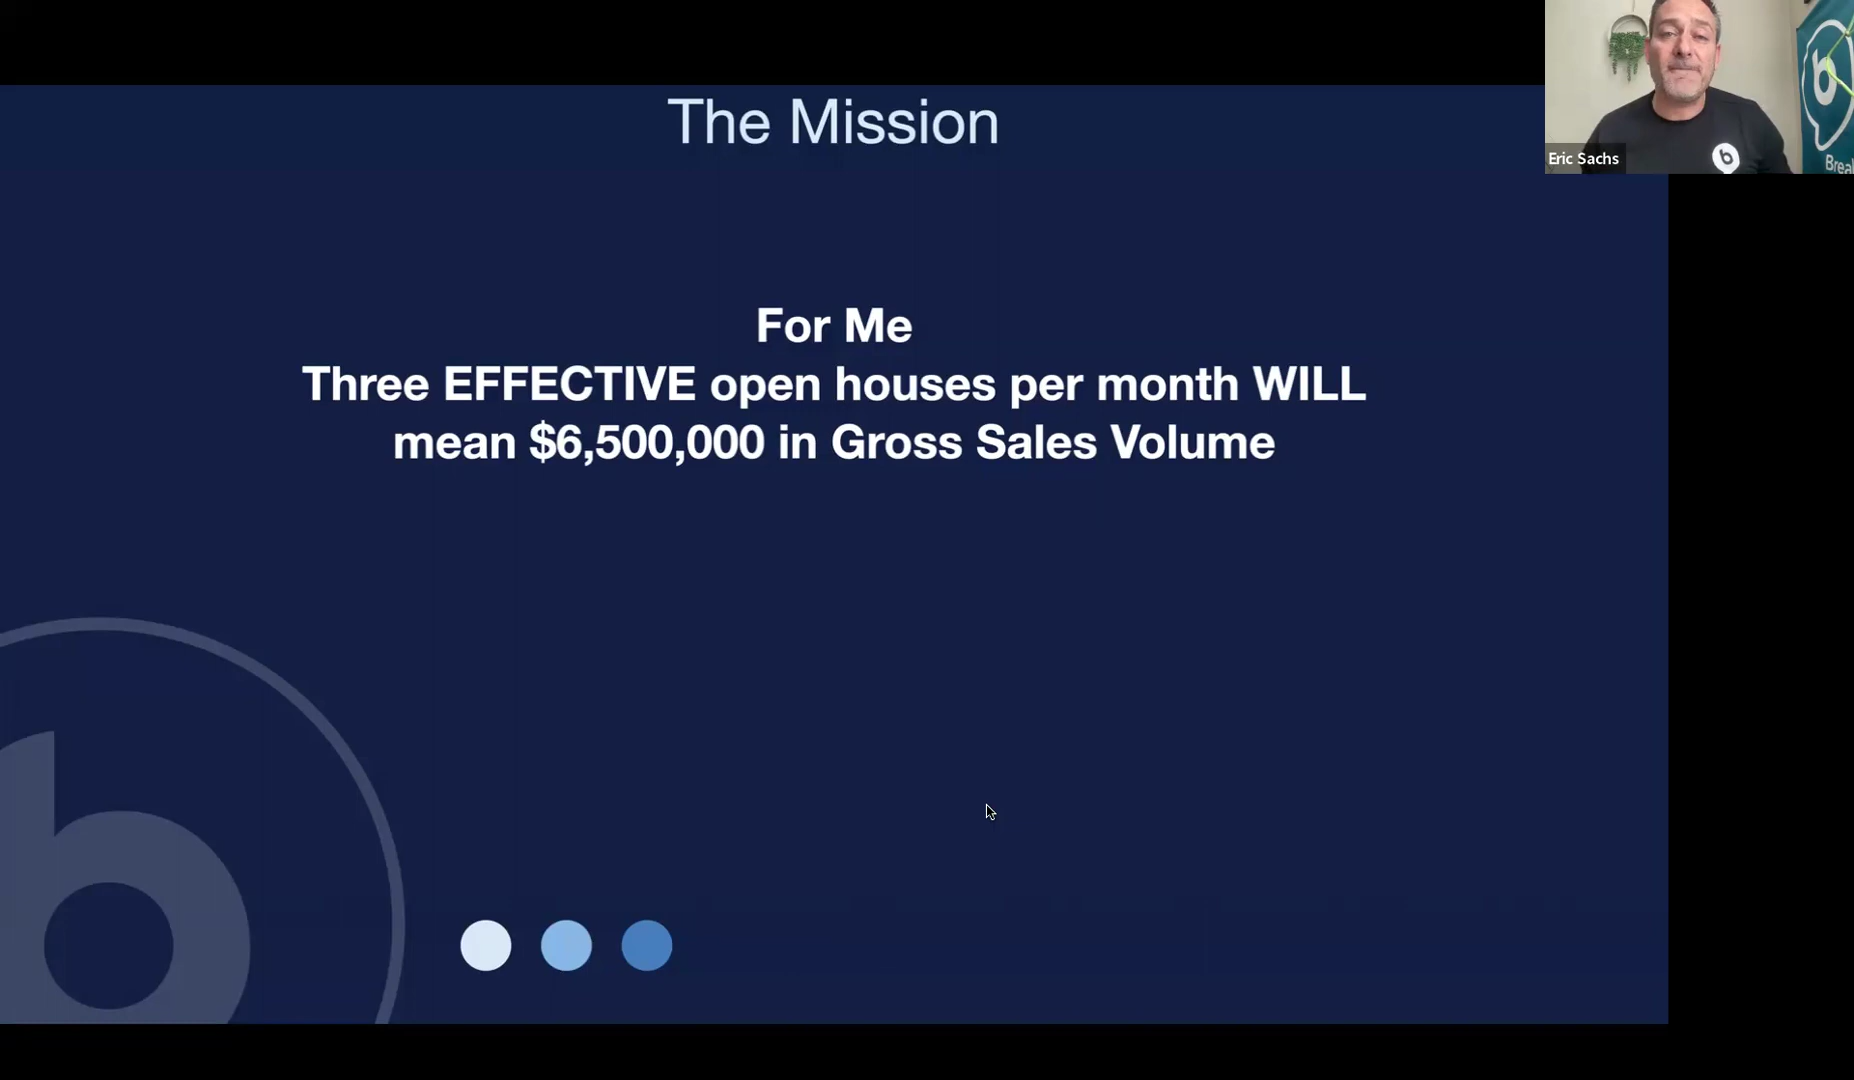 The Mission
For Me
Three EFFECTIVE open houses per month WILL
mean $6,500,000 in Gross Sales Volume
Eric Sachs
b
b
Brea
b